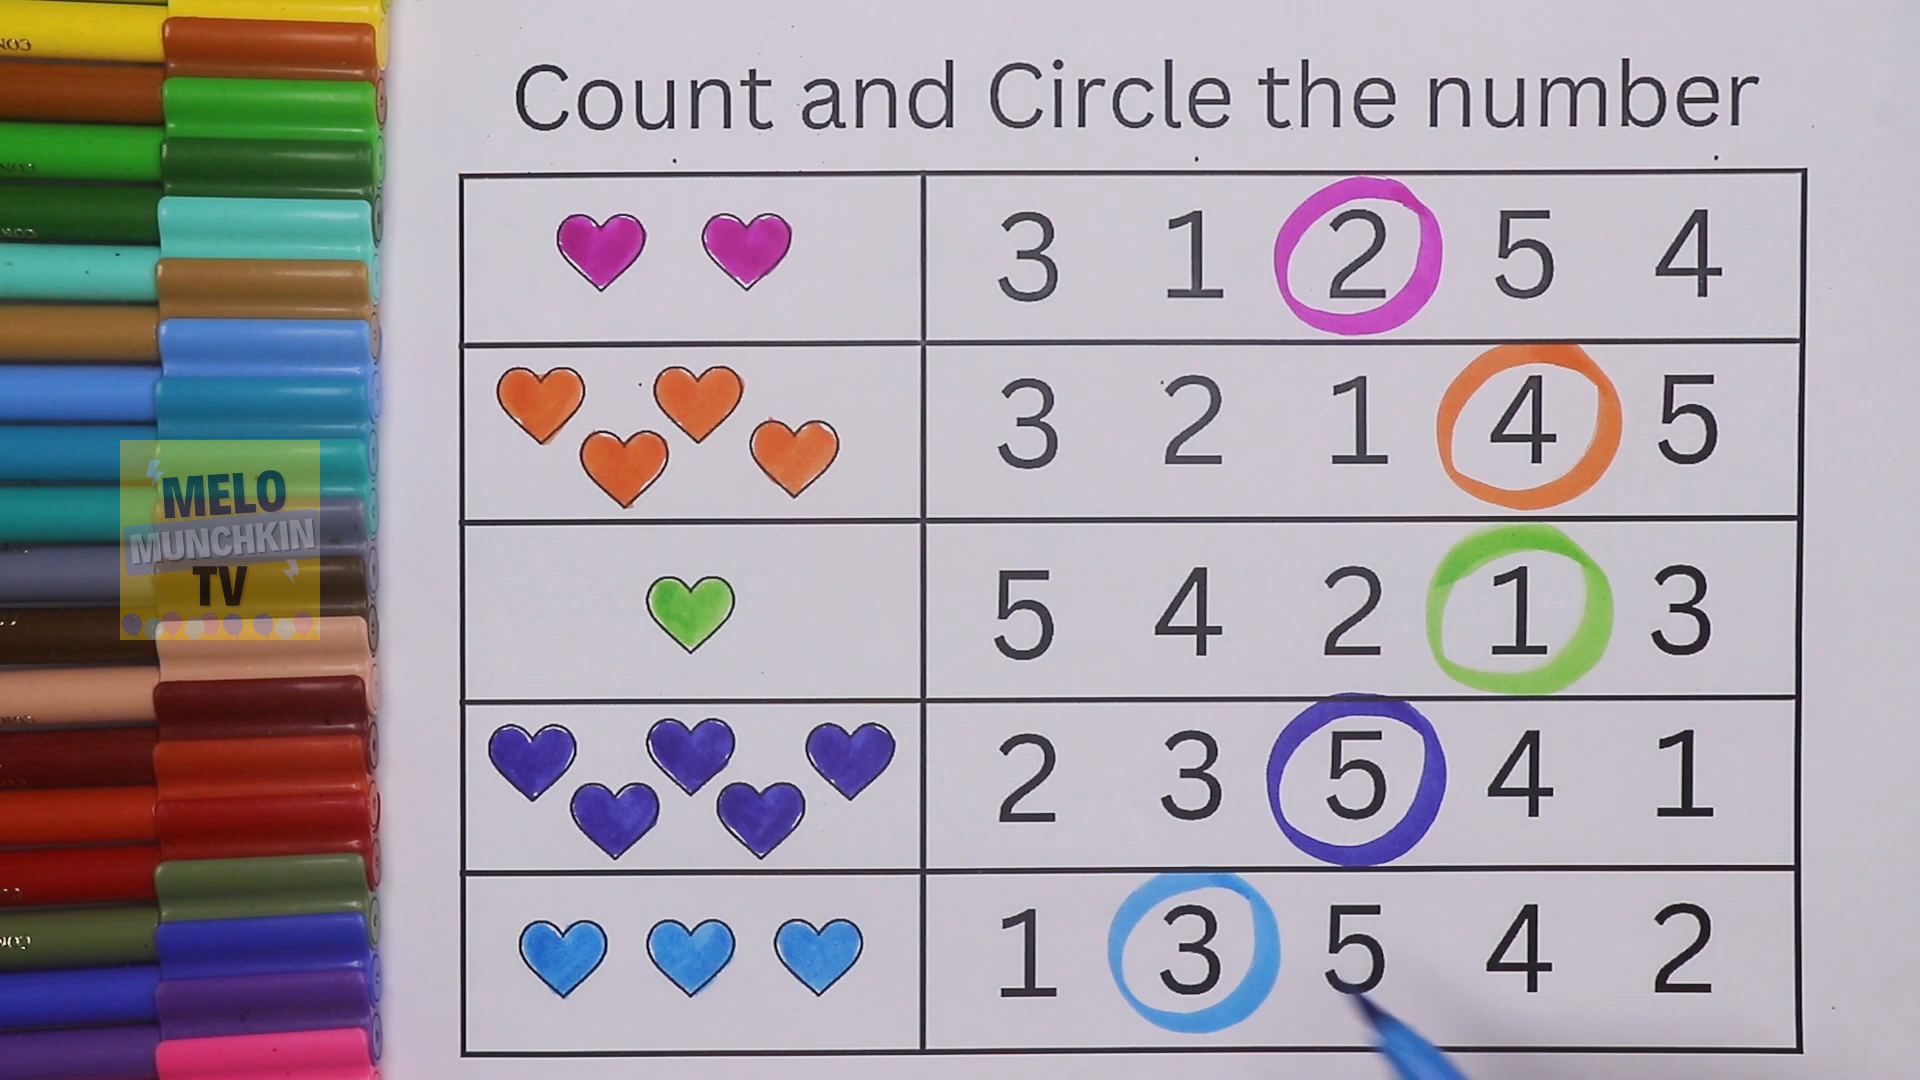 Count and Circle the number
3 1 2 5 4
3 2 1 4 5
5 4 2 1 3
2 3 5 4 1
1 3 5 4 2
MELO
MUNCHKIN
TV